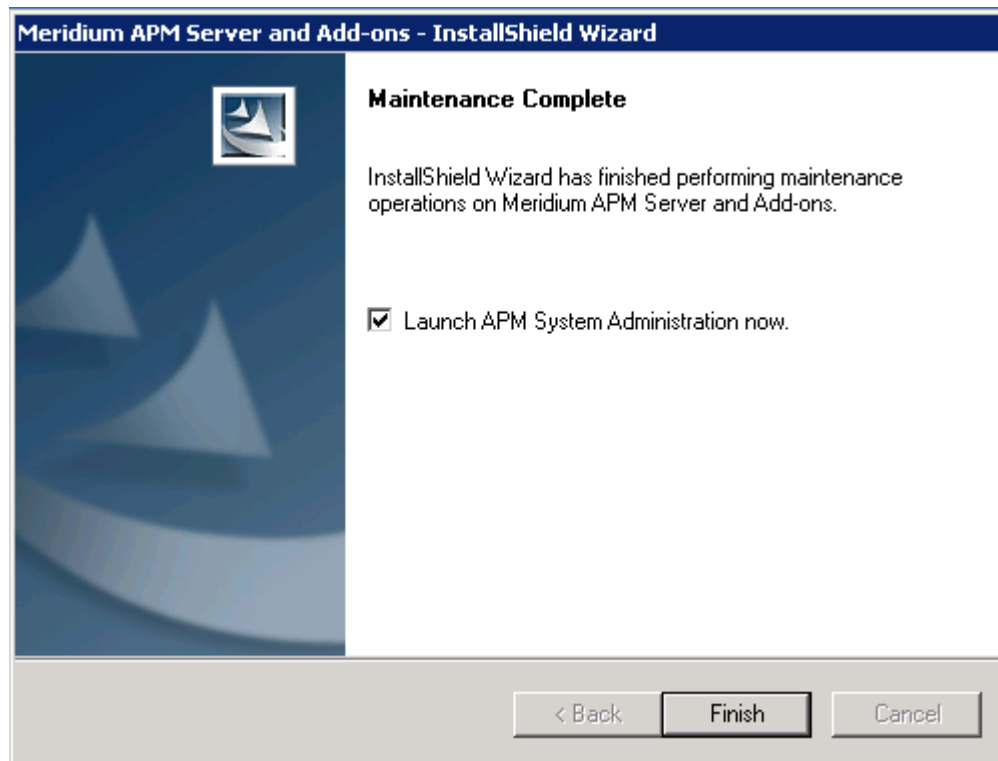 Meridium APM Server and Add-ons - InstallShield Wizard
Maintenance Complete
InstallShield Wizard has finished performing maintenance
operations on Meridium APM Server and Add-ons.
Launch APM System Administration now.
< Back Finish Cancel